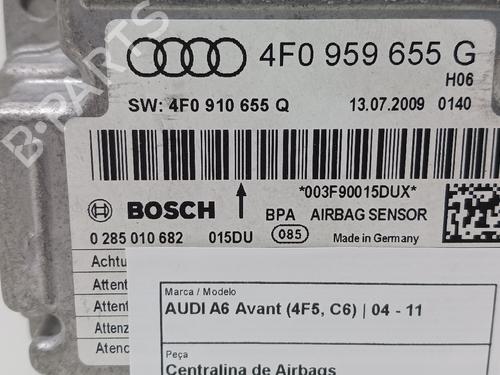 4F0 959 655 G
H06
SW: 4F0 910 655 Q 13.07.2009 0140
*003F90015DUX*
BOSCH BPA AIRBAG SENSOR
0 285 010 682 015DU 085 Made in Germany
Achtu
Attent
Attent
Attenz
Atenc
Marca / Modelo
AUDI A6 Avant (4F5, C6) | 04 - 11
Peça
Centralina de Airbags
B-PARTS